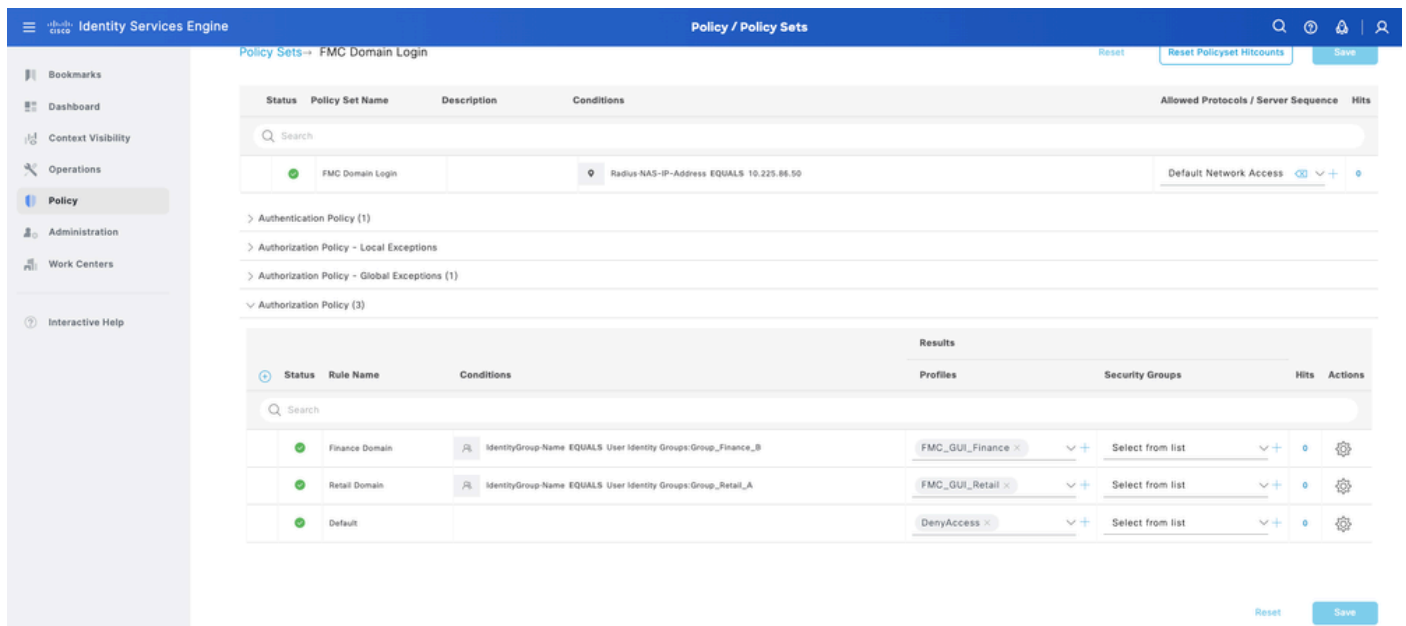 cisco Identity Services Engine
Policy / Policy Sets
Policy Sets→ FMC Domain Login
Reset
Reset Policyset Hitcounts
Save
Bookmarks
Dashboard
Context Visibility
Operations
Policy
Administration
Work Centers
Interactive Help
Status Policy Set Name Description Conditions Allowed Protocols / Server Sequence Hits
Search
FMC Domain Login Radius-NAS-IP-Address EQUALS 10.225.86.50 Default Network Access 0
Authentication Policy (1)
Authorization Policy - Local Exceptions
Authorization Policy - Global Exceptions (1)
Authorization Policy (3)
Results
Status Rule Name Conditions Profiles Security Groups Hits Actions
Search
Finance Domain IdentityGroup-Name EQUALS User Identity Groups:Group_Finance_B FMC_GUI_Finance Select from list 0
Retail Domain IdentityGroup-Name EQUALS User Identity Groups:Group_Retail_A FMC_GUI_Retail Select from list 0
Default DenyAccess Select from list 0
Reset
Save